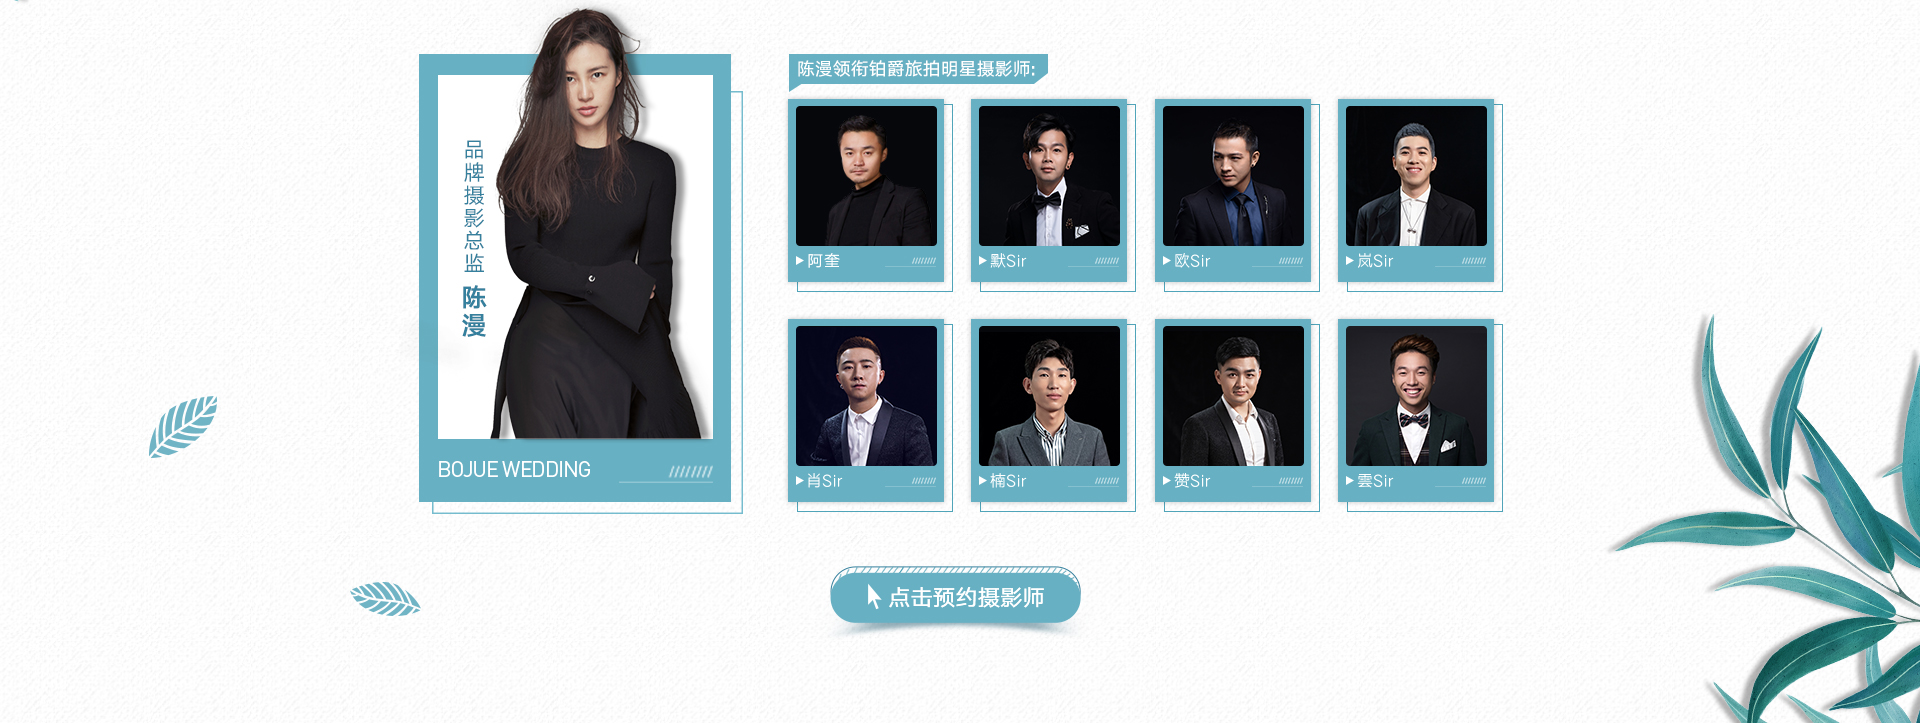 品牌摄影总监
陈漫
BOJUE WEDDING
陈漫领衔铂爵旅拍明星摄影师:
阿奎
默Sir
欧Sir
岚Sir
肖Sir
楠Sir
赞Sir
雲Sir
点击预约摄影师